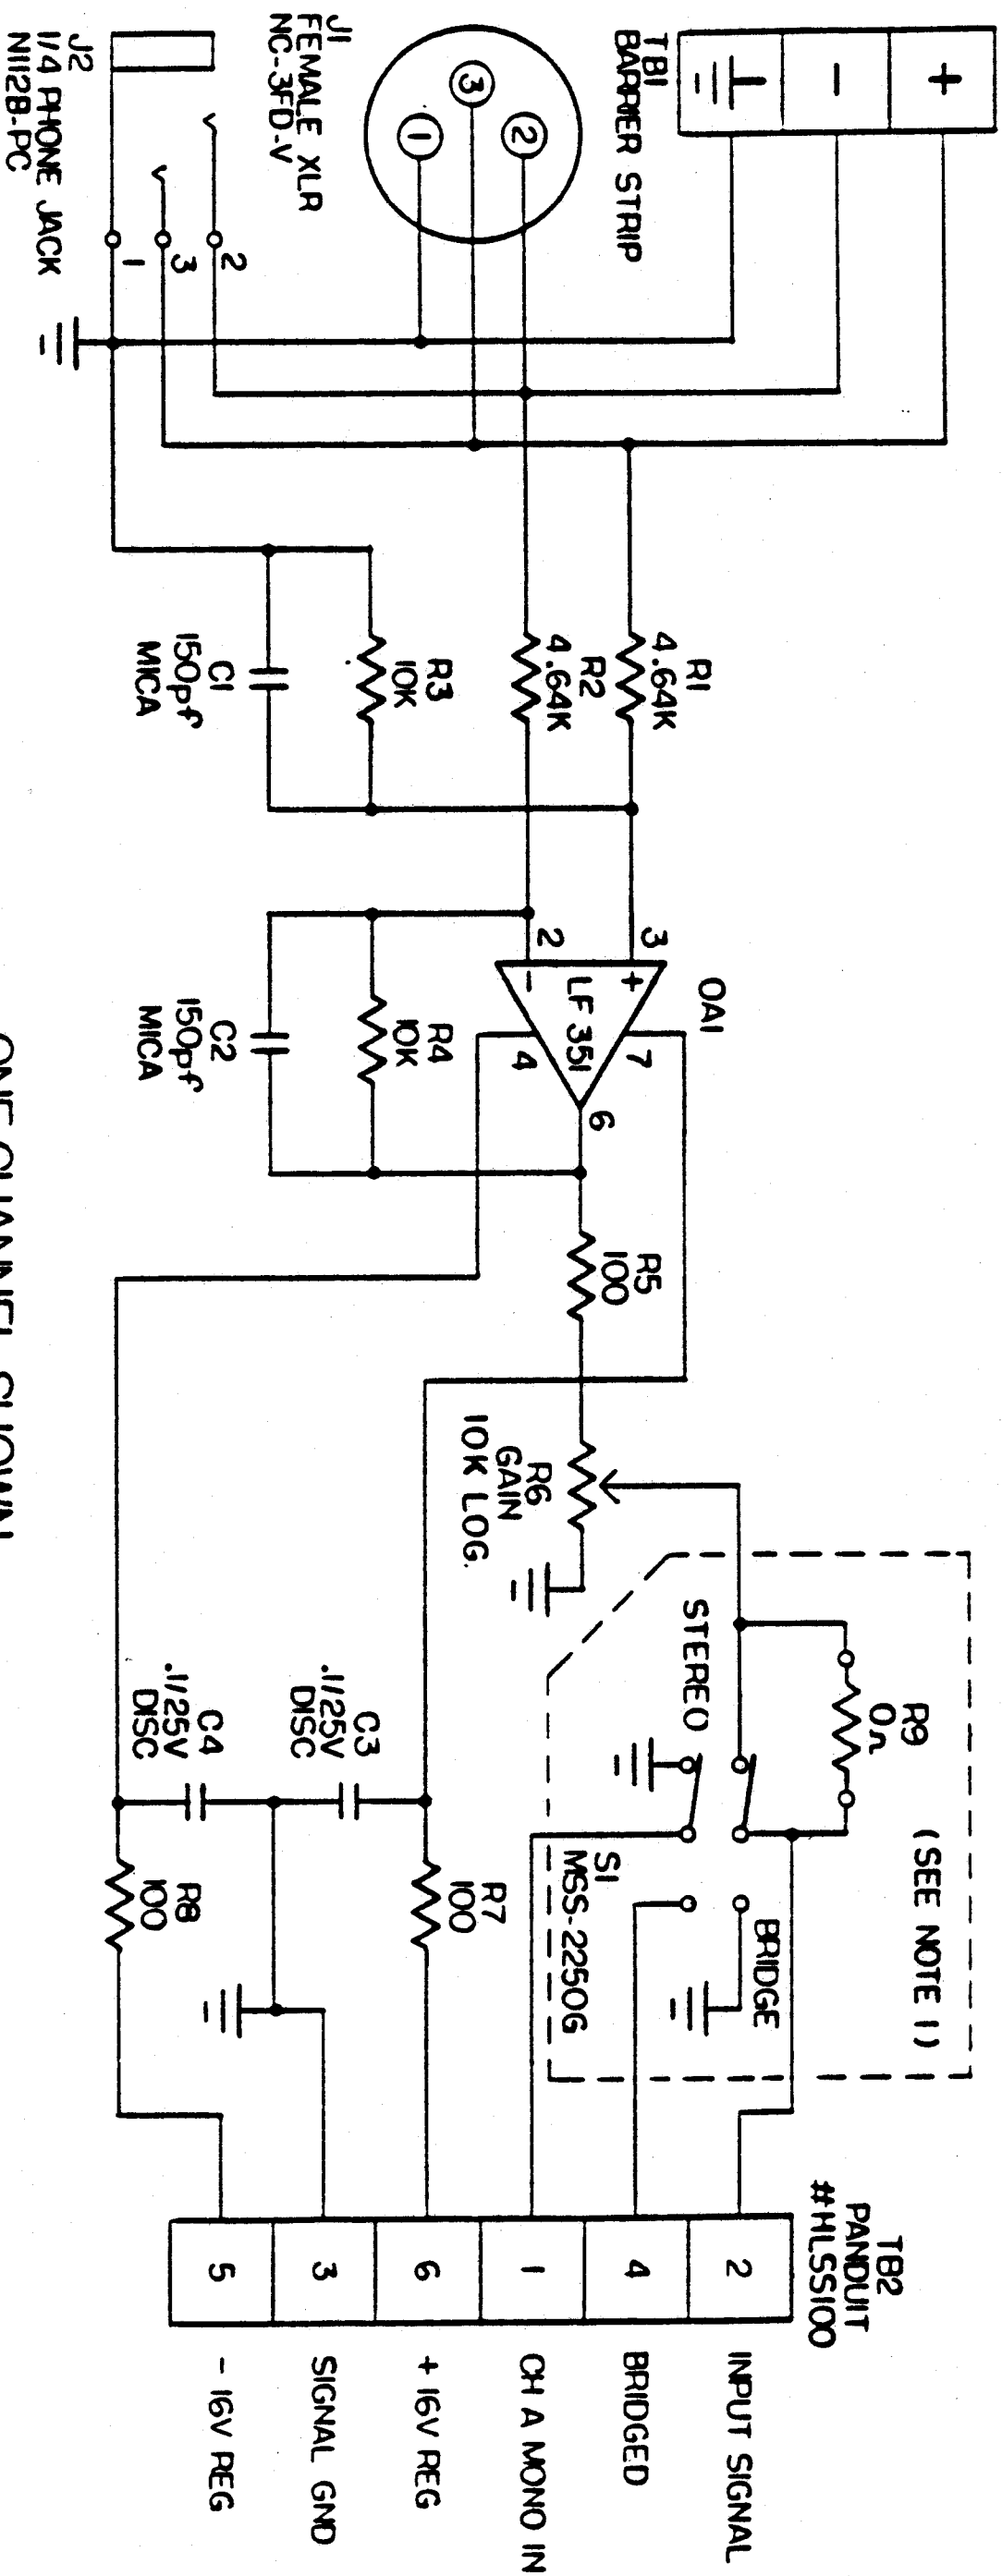 TB1
BARRIER STRIP
+
-
J1
FEMALE XLR
NC-3FD-V
1
2
3
J2
1/4 PHONE JACK
N112B-PC
2
3
1
R1
4.64K
R2
4.64K
R3
10K
C1
150pf
MICA
OA1
3
+
2
-
LF 351
7
4
6
R4
10K
C2
150pf
MICA
R5
100
R6
GAIN
10K LOG.
R9
0Ω
(SEE NOTE 1)
STEREO
BRIDGE
S1
MSS-2250G
C3
.1/25V
DISC
C4
.1/25V
DISC
R7
100
R8
100
TB2
PANDUIT
#HLSS100
2 INPUT SIGNAL
4 BRIDGED
1 CH A MONO IN
6 + 16V REG
3 SIGNAL GND
5 - 16V REG
ONE CHANNEL SHOWN